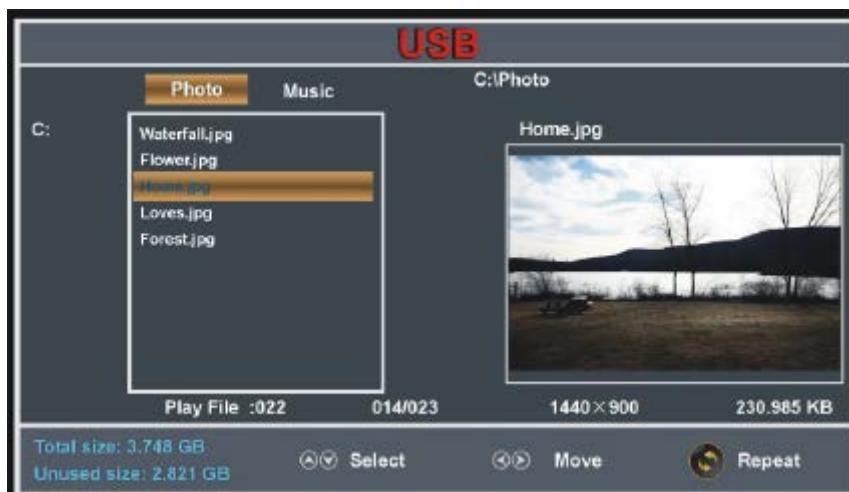 USB
Photo Music C:\Photo
C: Home.jpg
Waterfall.jpg
Flower.jpg
Home.jpg
Loves.jpg
Forest.jpg
Play File :022 014/023 1440×900 230.985 KB
Total size: 3.748 GB
Unused size: 2.821 GB
Select Move Repeat